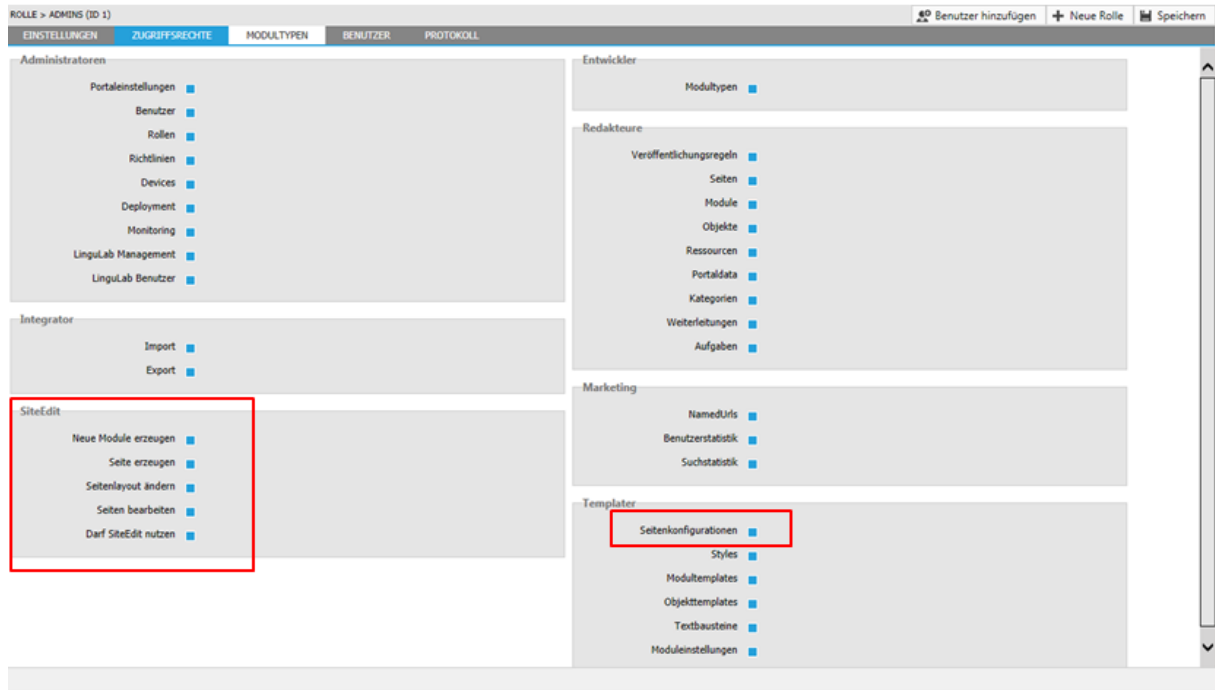 ROLLE > ADMINS (ID 1)
Benutzer hinzufügen
Neue Rolle
Speichern
EINSTELLUNGEN ZUGRIFFSRECHTE MODULTYPEN BENUTZER PROTOKOLL
Administratoren
Portaleinstellungen
Benutzer
Rollen
Richtlinien
Devices
Deployment
Monitoring
LinguLab Management
LinguLab Benutzer
Integrator
Import
Export
SiteEdit
Neue Module erzeugen
Seite erzeugen
Seitenlayout ändern
Seiten bearbeiten
Darf SiteEdit nutzen
Entwickler
Modultypen
Redakteure
Veröffentlichungsregeln
Seiten
Module
Objekte
Ressourcen
Portaldata
Kategorien
Weiterleitungen
Aufgaben
Marketing
NamedUrls
Benutzerstatistik
Suchstatistik
Templater
Seitenkonfigurationen
Styles
Modultemplates
Objekttemplates
Textbausteine
Moduleinstellungen